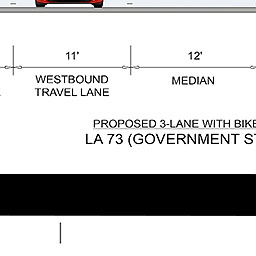 11' 12'
WESTBOUND
TRAVEL LANE
MEDIAN
PROPOSED 3-LANE WITH BIKE
LA 73 (GOVERNMENT ST